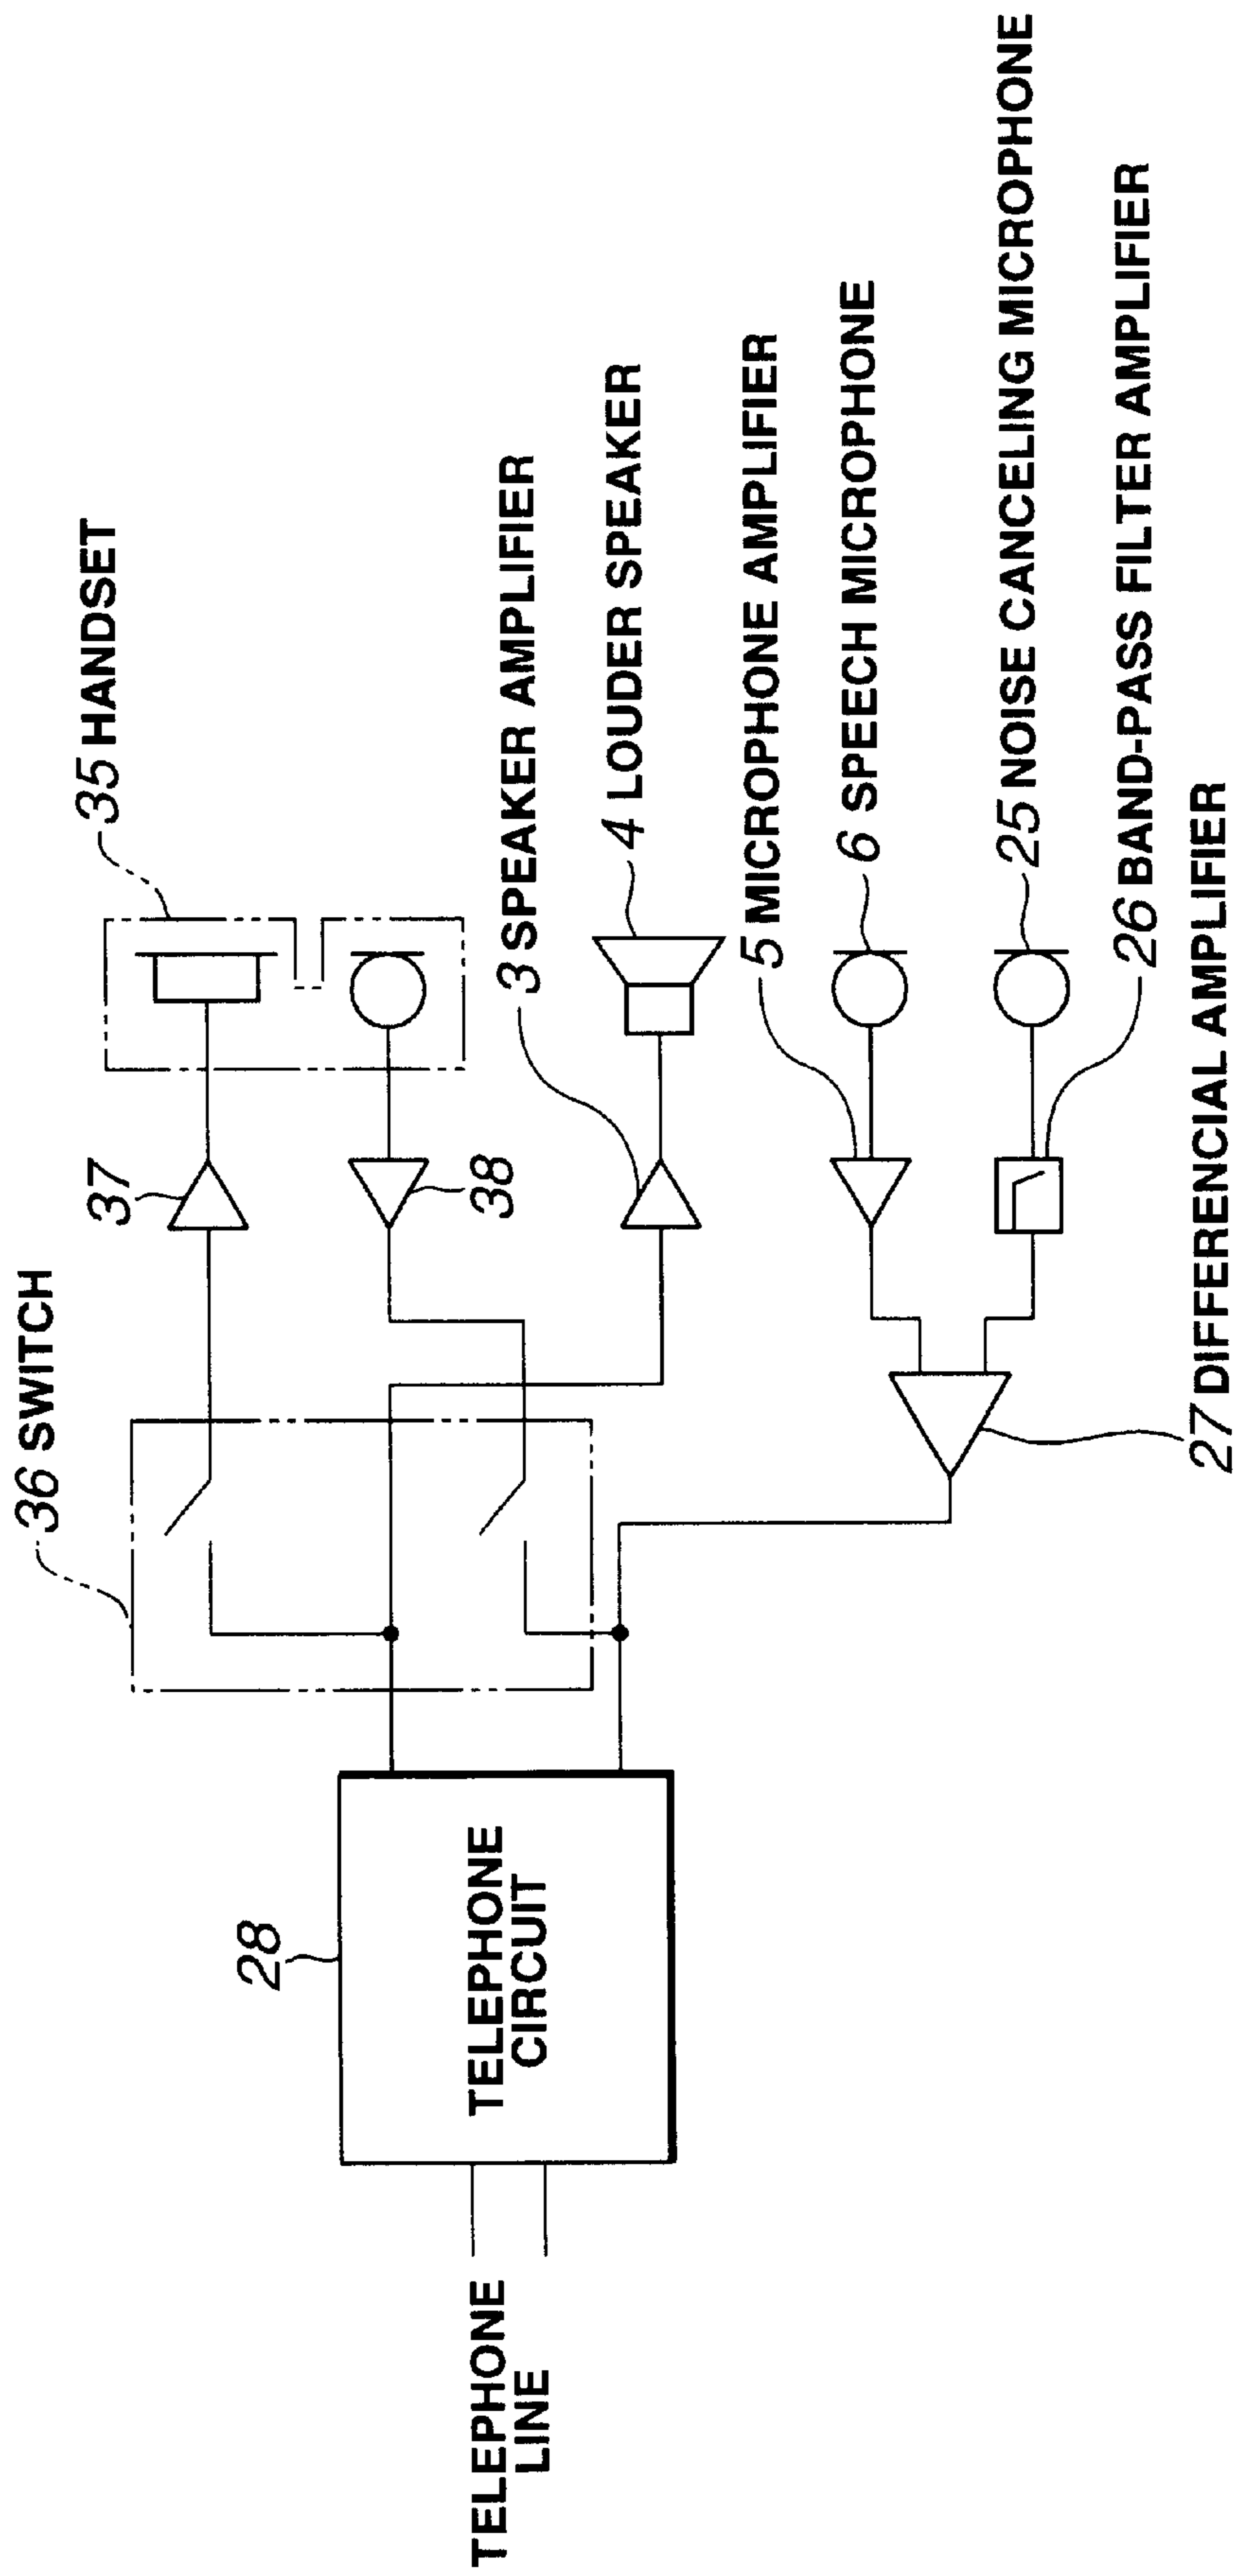 36 SWITCH
35 HANDSET
37
38
3 SPEAKER AMPLIFIER
4 LOUDER SPEAKER
5 MICROPHONE AMPLIFIER
6 SPEECH MICROPHONE
25 NOISE CANCELING MICROPHONE
26 BAND-PASS FILTER AMPLIFIER
27 DIFFERENCIAL AMPLIFIER
28
TELEPHONE
CIRCUIT
TELEPHONE
LINE